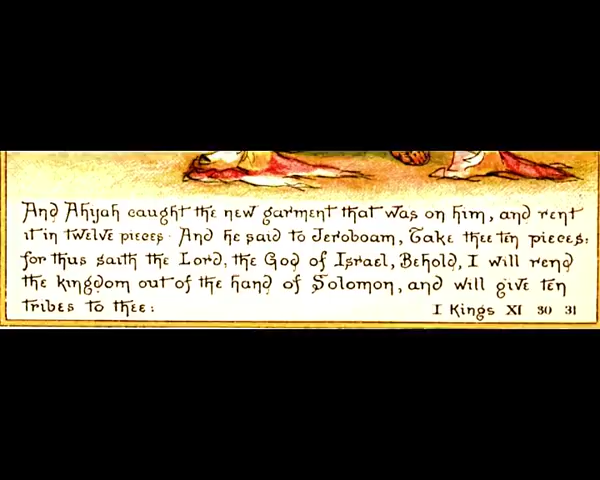 And Ahijah caught the new garment that was on him, and rent
it in twelve pieces. And he said to Jeroboam, Take thee ten pieces:
for thus saith the Lord, the God of Israel, Behold, I will rend
the kingdom out of the hand of Solomon, and will give ten
tribes to thee:
I Kings XI 30 31